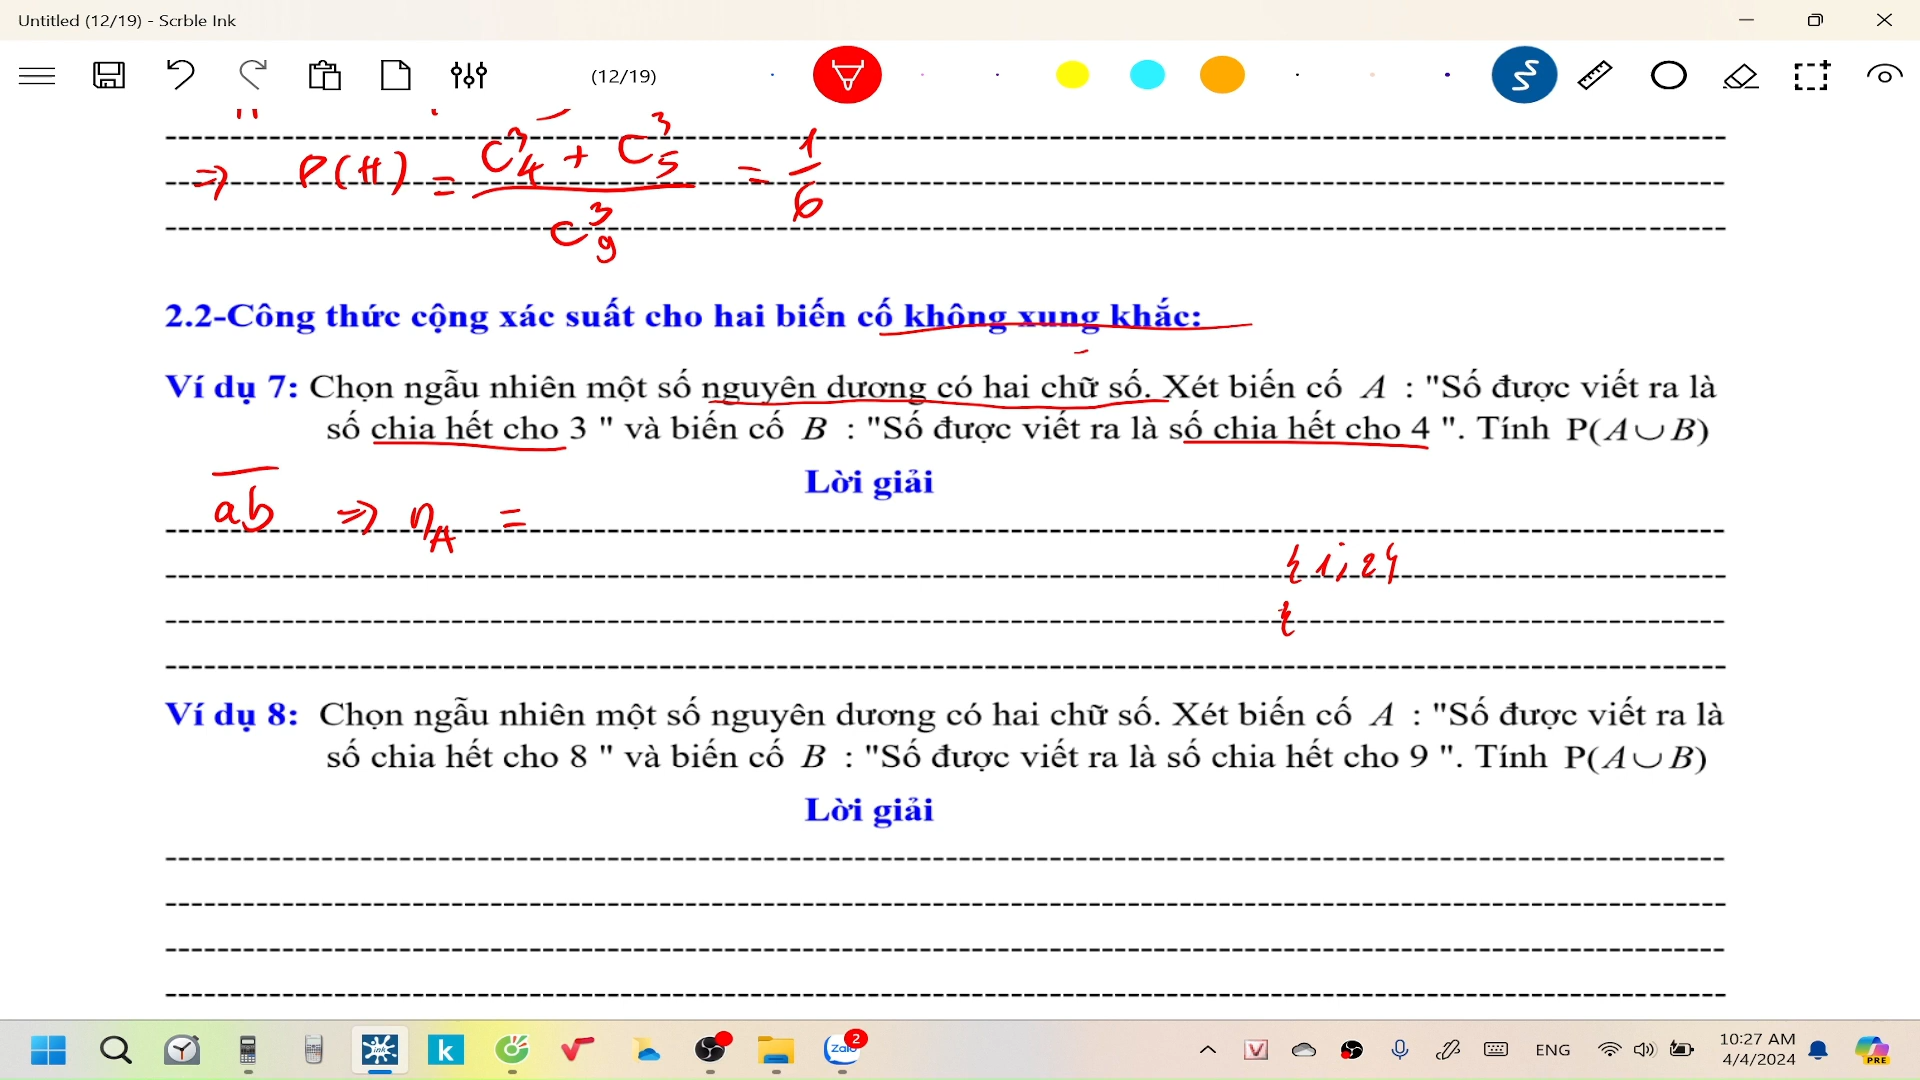 Untitled (12/19) - Scrble Ink
(12/19)
⇒ P(H) = (C³₄ + C³₅) / C³₉ = 1/6
2.2-Công thức cộng xác suất cho hai biến cố không xung khắc:
Ví dụ 7: Chọn ngẫu nhiên một số nguyên dương có hai chữ số. Xét biến cố A : "Số được viết ra là
số chia hết cho 3 " và biến cố B : "Số được viết ra là số chia hết cho 4 ". Tính P(A∪B)
Lời giải
ab ⇒ n_A =
{1;2}
{
Ví dụ 8: Chọn ngẫu nhiên một số nguyên dương có hai chữ số. Xét biến cố A : "Số được viết ra là
số chia hết cho 8 " và biến cố B : "Số được viết ra là số chia hết cho 9 ". Tính P(A∪B)
Lời giải
ink
k
Zalo
2
V
ENG
10:27 AM
4/4/2024
PRE